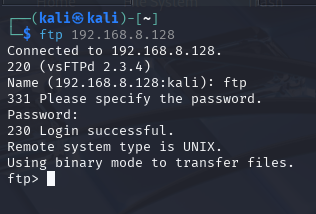 ┌──(kali㉿kali)-[~]
└─$ ftp 192.168.8.128
Connected to 192.168.8.128.
220 (vsFTPd 2.3.4)
Name (192.168.8.128:kali): ftp
331 Please specify the password.
Password:
230 Login successful.
Remote system type is UNIX.
Using binary mode to transfer files.
ftp>